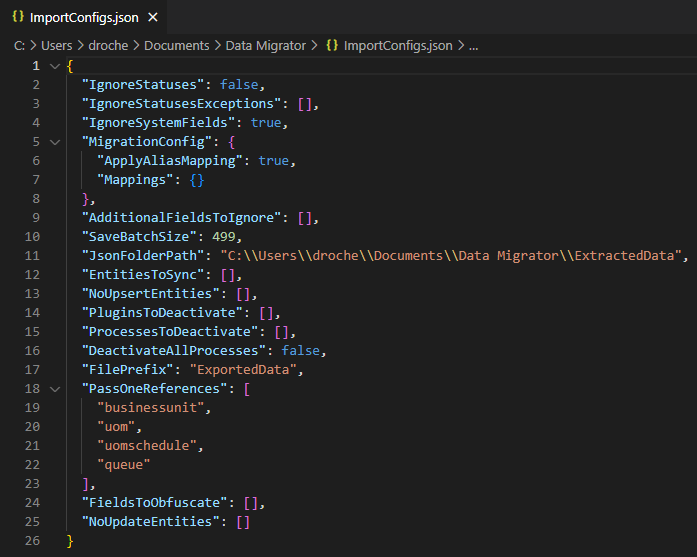 ImportConfigs.json
C: > Users > droche > Documents > Data Migrator > {} ImportConfigs.json > ...
1 {
2 "IgnoreStatuses": false,
3 "IgnoreStatusesExceptions": [],
4 "IgnoreSystemFields": true,
5 "MigrationConfig": {
6 "ApplyAliasMapping": true,
7 "Mappings": {}
8 },
9 "AdditionalFieldsToIgnore": [],
10 "SaveBatchSize": 499,
11 "JsonFolderPath": "C:\\Users\\droche\\Documents\\Data Migrator\\ExtractedData",
12 "EntitiesToSync": [],
13 "NoUpsertEntities": [],
14 "PluginsToDeactivate": [],
15 "ProcessesToDeactivate": [],
16 "DeactivateAllProcesses": false,
17 "FilePrefix": "ExportedData",
18 "PassOneReferences": [
19 "businessunit",
20 "uom",
21 "uomschedule",
22 "queue"
23 ],
24 "FieldsToObfuscate": [],
25 "NoUpdateEntities": []
26 }